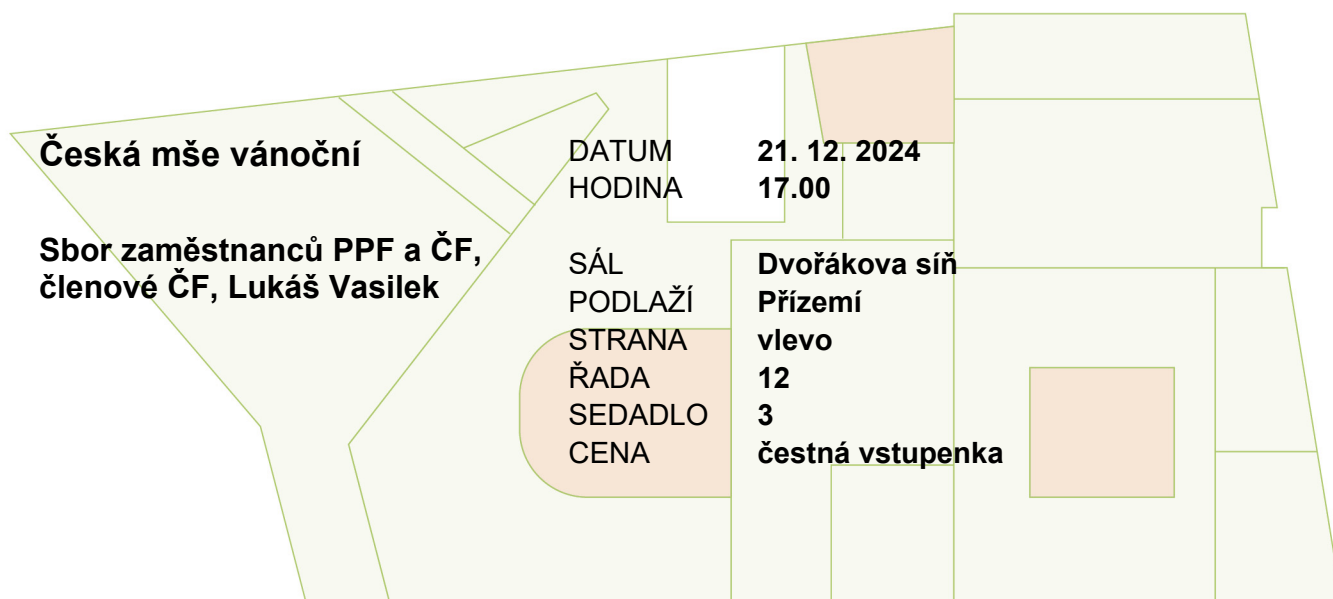 Česká mše vánoční
Sbor zaměstnanců PPF a ČF,
členové ČF, Lukáš Vasilek
DATUM 21. 12. 2024
HODINA 17.00
SÁL Dvořákova síň
PODLAŽÍ Přízemí
STRANA vlevo
ŘADA 12
SEDADLO 3
CENA čestná vstupenka